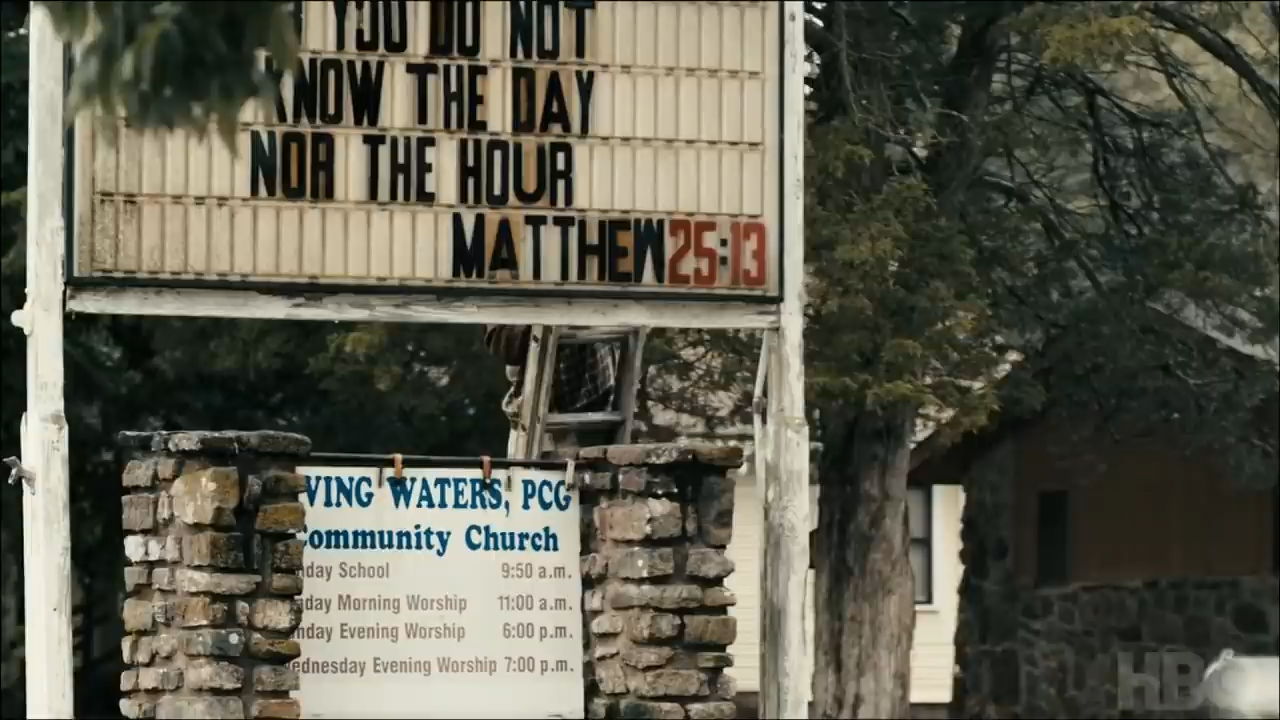 YOU DO NOT
KNOW THE DAY
NOR THE HOUR
MATTHEW 25:13
VING WATERS, PCG
Community Church
day School 9:50 a.m.
day Morning Worship 11:00 a.m.
nday Evening Worship 6:00 p.m.
ednesday Evening Worship 7:00 p.m.
HBO